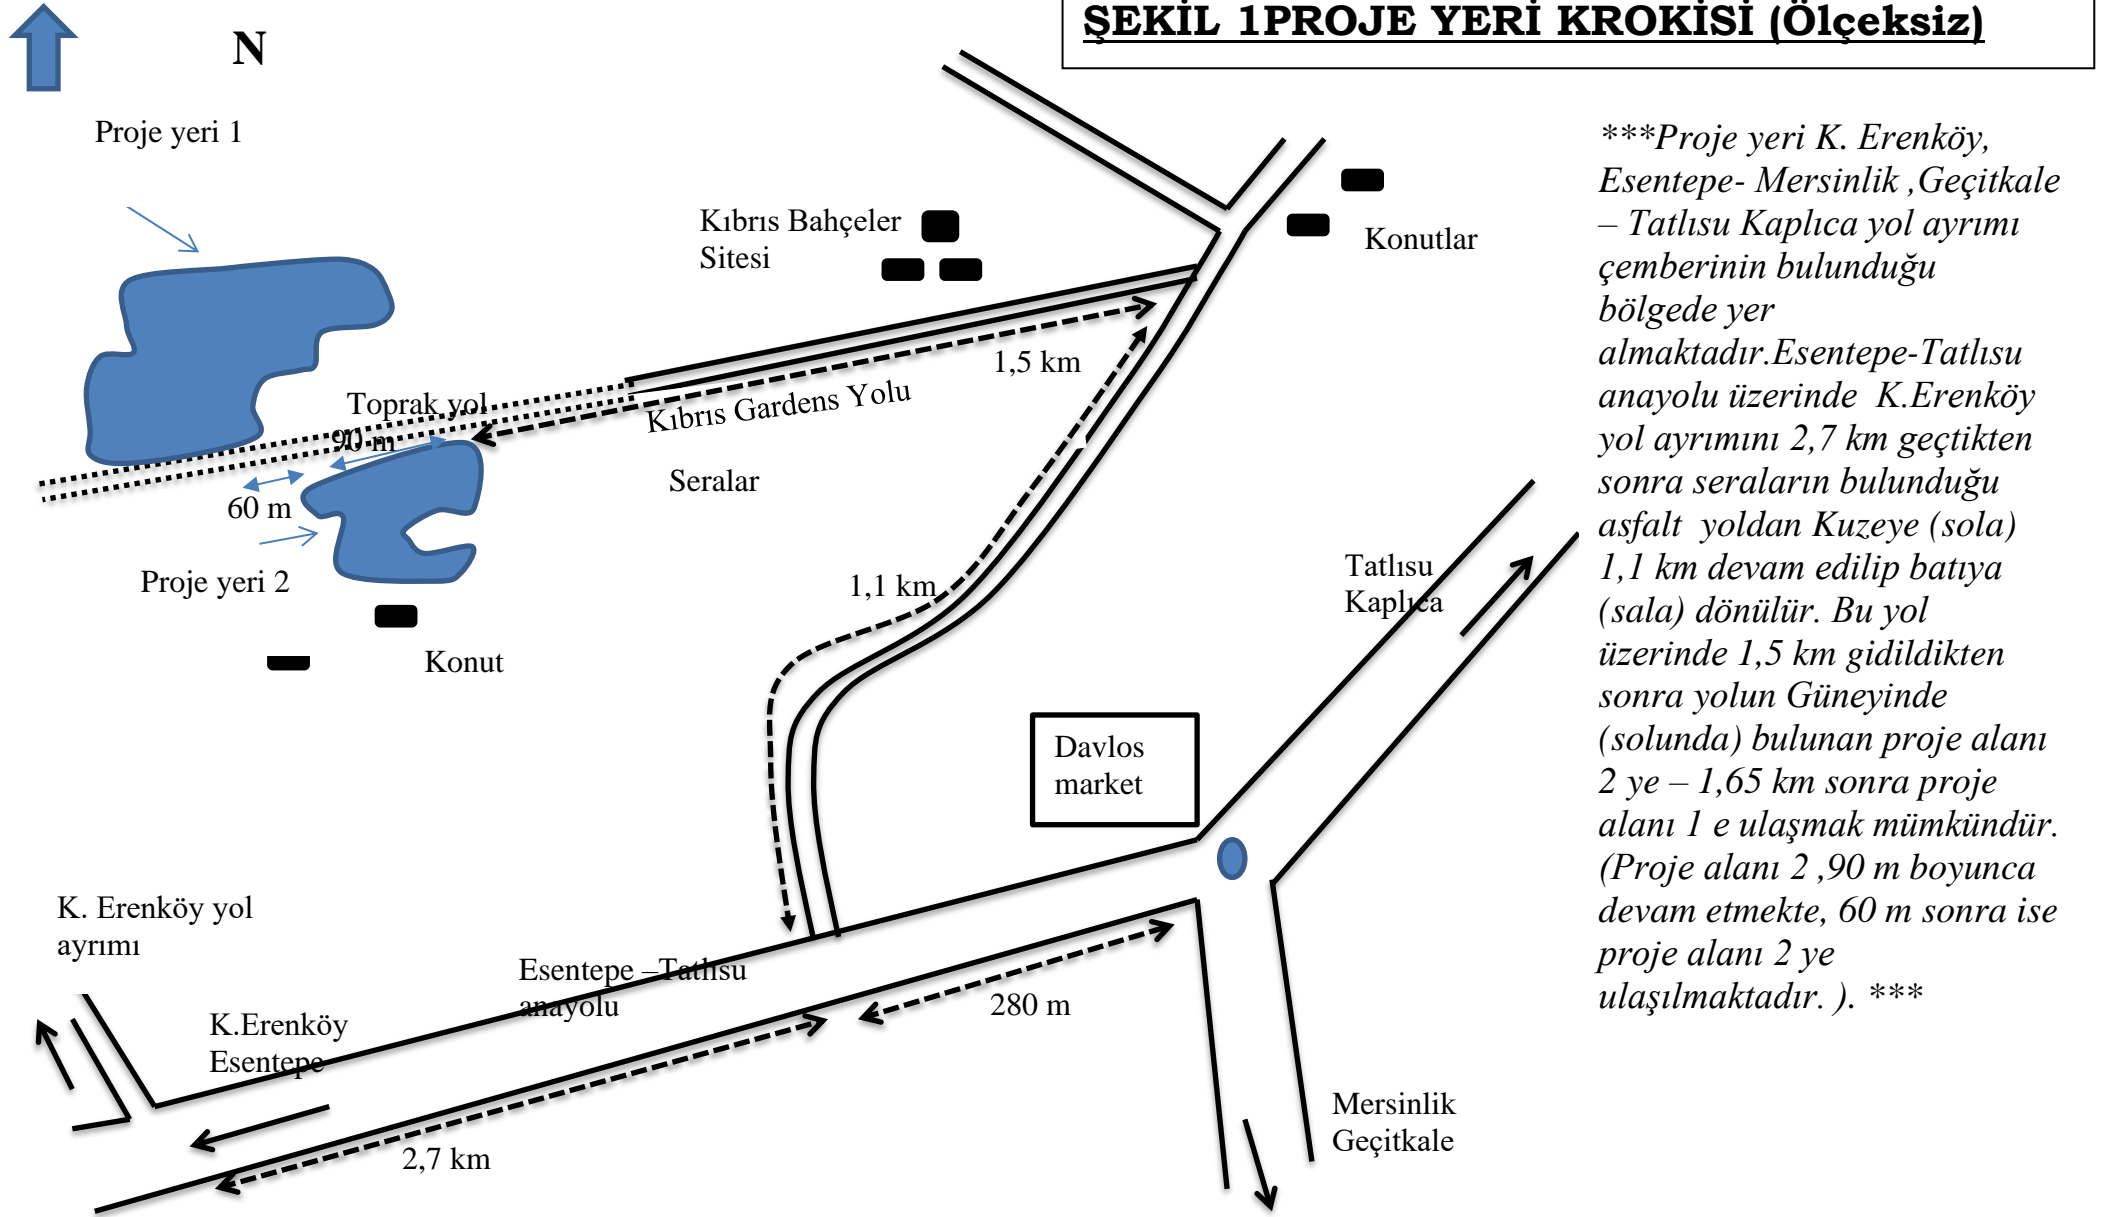 ŞEKİL 1PROJE YERİ KROKİSİ (Ölçeksiz)
N
Proje yeri 1
Kıbrıs Bahçeler
Sitesi
Konutlar
1,5 km
Toprak yol
90 m
Kıbrıs Gardens Yolu
Seralar
60 m
Proje yeri 2
1,1 km
Tatlısu
Kaplıca
Konut
Davlos
market
K. Erenköy yol
ayrımı
Esentepe –Tatlısu
anayolu
280 m
K.Erenköy
Esentepe
2,7 km
Mersinlik
Geçitkale
***Proje yeri K. Erenköy,
Esentepe- Mersinlik ,Geçitkale
– Tatlısu Kaplıca yol ayrımı
çemberinin bulunduğu
bölgede yer
almaktadır.Esentepe-Tatlısu
anayolu üzerinde K.Erenköy
yol ayrımını 2,7 km geçtikten
sonra seraların bulunduğu
asfalt yoldan Kuzeye (sola)
1,1 km devam edilip batıya
(sala) dönülür. Bu yol
üzerinde 1,5 km gidildikten
sonra yolun Güneyinde
(solunda) bulunan proje alanı
2 ye – 1,65 km sonra proje
alanı 1 e ulaşmak mümkündür.
(Proje alanı 2 ,90 m boyunca
devam etmekte, 60 m sonra ise
proje alanı 2 ye
ulaşılmaktadır. ). ***